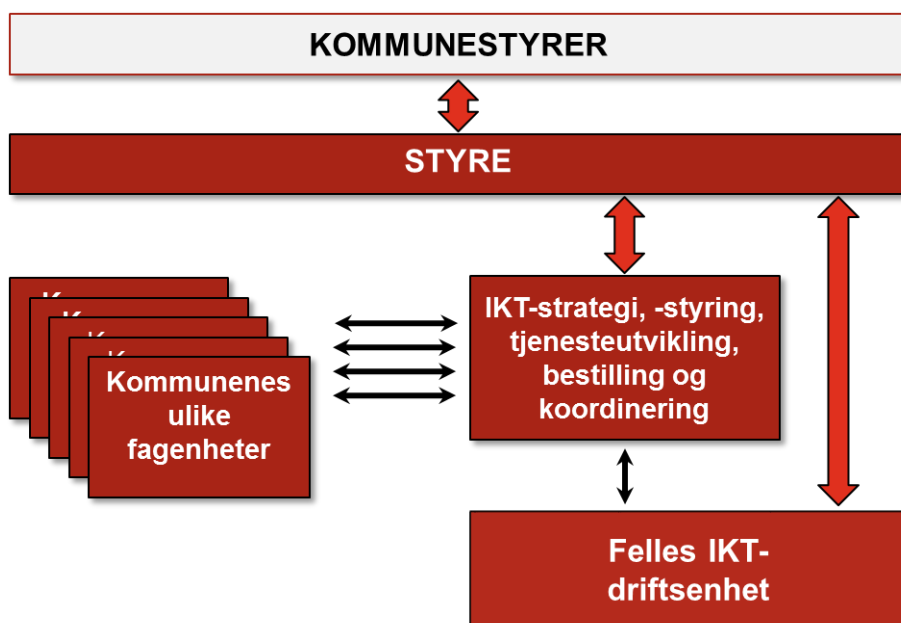 KOMMUNESTYRER
STYRE
IKT-strategi, -styring,
tjenesteutvikling,
bestilling og
koordinering
Kommunenes
ulike
fagenheter
Felles IKT-
driftsenhet